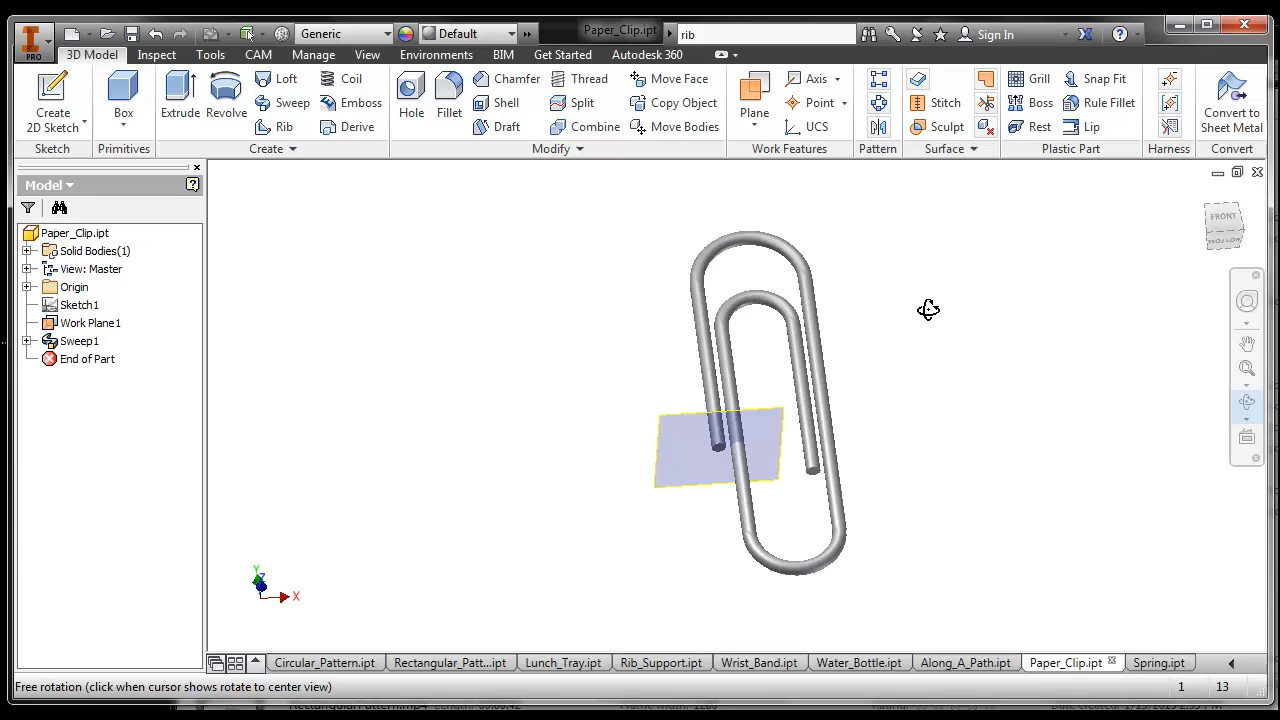 Generic
Default
Paper_Clip.ipt
rib
Sign In
PRO
3D Model Inspect Tools CAM Manage View Environments BIM Get Started Autodesk 360
Create
2D Sketch
Box
Extrude
Revolve
Loft
Sweep
Rib
Coil
Emboss
Derive
Hole
Fillet
Chamfer
Shell
Draft
Thread
Split
Combine
Move Face
Copy Object
Move Bodies
Plane
Axis
Point
UCS
Stitch
Sculpt
Grill
Boss
Rest
Snap Fit
Rule Fillet
Lip
Convert to
Sheet Metal
Sketch Primitives Create Modify Work Features Pattern Surface Plastic Part Harness Convert
Model
Paper_Clip.ipt
Solid Bodies(1)
View: Master
Origin
Sketch1
Work Plane1
Sweep1
End of Part
FRONT
BOTTOM
Y
Z
X
Circular_Pattern.ipt Rectangular_Patt...ipt Lunch_Tray.ipt Rib_Support.ipt Wrist_Band.ipt Water_Bottle.ipt Along_A_Path.ipt Paper_Clip.ipt Spring.ipt
Free rotation (click when cursor shows rotate to center view) 1 13